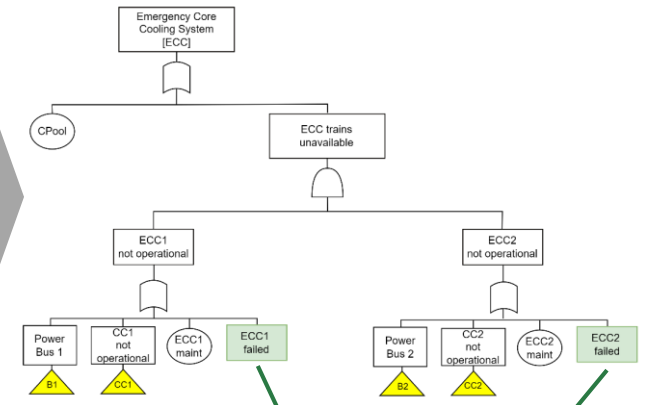 Emergency Core
Cooling System
[ECC]
CPool
ECC trains
unavailable
ECC1
not operational
ECC2
not operational
Power
Bus 1
CC1
not
operational
ECC1
maint
ECC1
failed
Power
Bus 2
CC2
not
operational
ECC2
maint
ECC2
failed
B1
CC1
B2
CC2